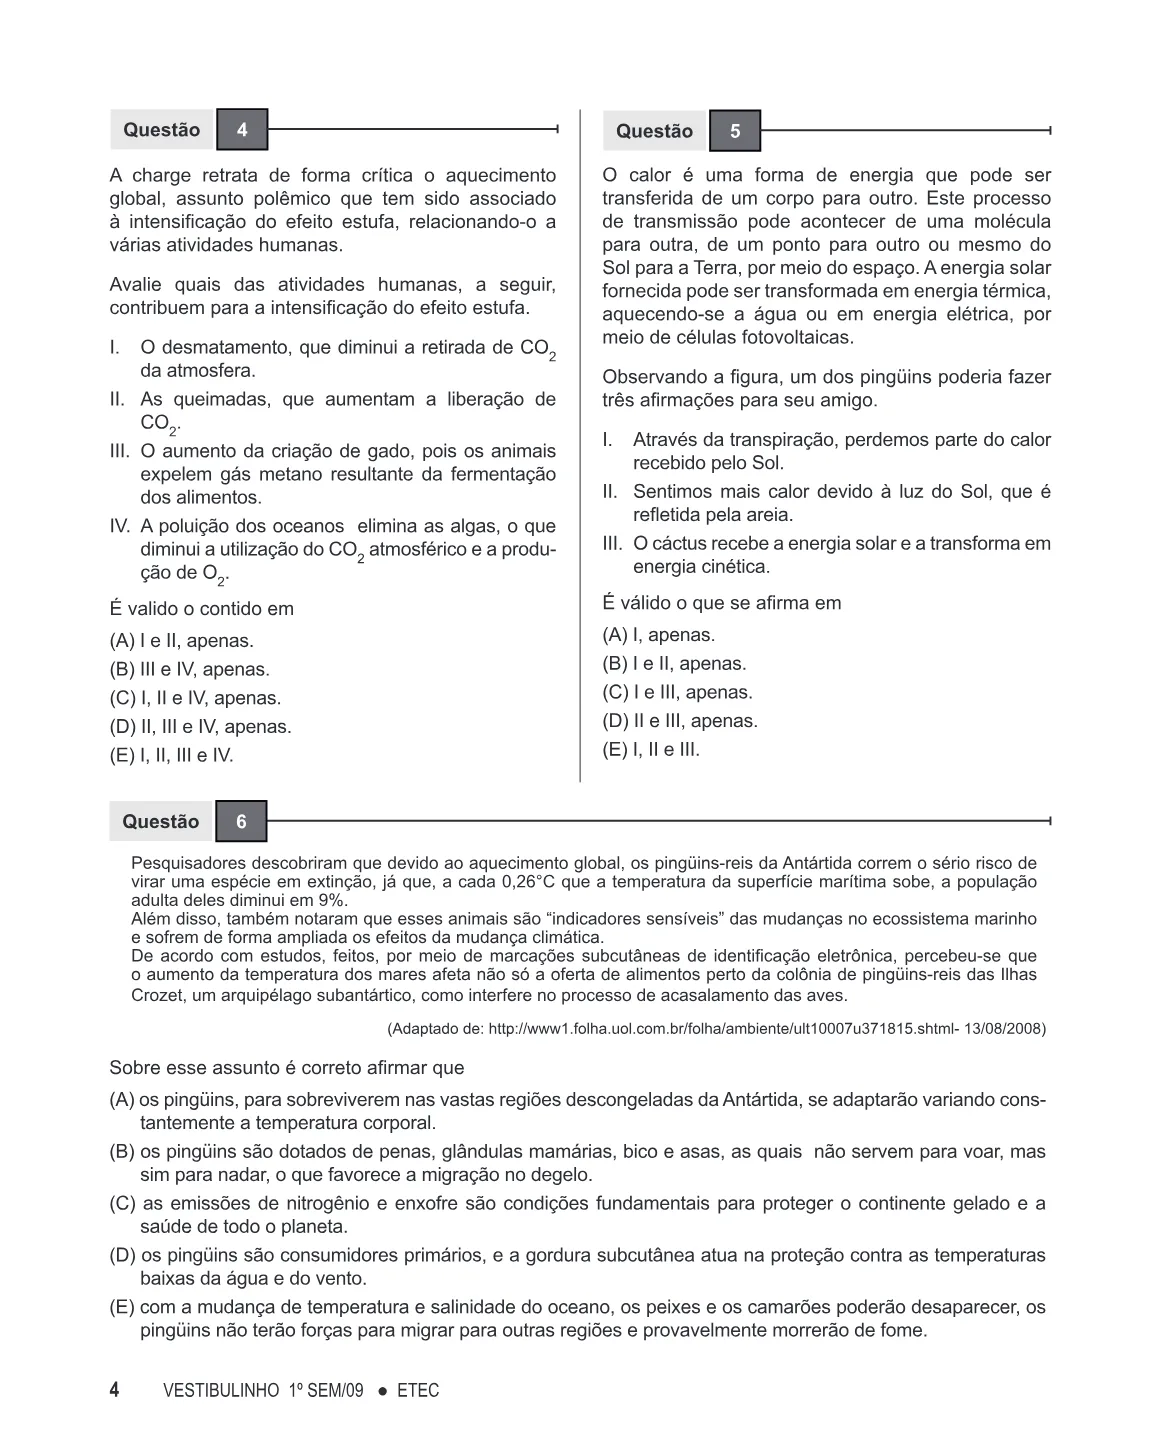 Questão 4
A charge retrata de forma crítica o aquecimento
global, assunto polêmico que tem sido associado
à intensificação do efeito estufa, relacionando-o a
várias atividades humanas.
Avalie quais das atividades humanas, a seguir,
contribuem para a intensificação do efeito estufa.
I. O desmatamento, que diminui a retirada de CO2
da atmosfera.
II. As queimadas, que aumentam a liberação de
CO2.
III. O aumento da criação de gado, pois os animais
expelem gás metano resultante da fermentação
dos alimentos.
IV. A poluição dos oceanos elimina as algas, o que
diminui a utilização do CO2 atmosférico e a produ-
ção de O2.
É valido o contido em
(A) I e II, apenas.
(B) III e IV, apenas.
(C) I, II e IV, apenas.
(D) II, III e IV, apenas.
(E) I, II, III e IV.
Questão 5
O calor é uma forma de energia que pode ser
transferida de um corpo para outro. Este processo
de transmissão pode acontecer de uma molécula
para outra, de um ponto para outro ou mesmo do
Sol para a Terra, por meio do espaço. A energia solar
fornecida pode ser transformada em energia térmica,
aquecendo-se a água ou em energia elétrica, por
meio de células fotovoltaicas.
Observando a figura, um dos pingüins poderia fazer
três afirmações para seu amigo.
I. Através da transpiração, perdemos parte do calor
recebido pelo Sol.
II. Sentimos mais calor devido à luz do Sol, que é
refletida pela areia.
III. O cáctus recebe a energia solar e a transforma em
energia cinética.
É válido o que se afirma em
(A) I, apenas.
(B) I e II, apenas.
(C) I e III, apenas.
(D) II e III, apenas.
(E) I, II e III.
Questão 6
Pesquisadores descobriram que devido ao aquecimento global, os pingüins-reis da Antártida correm o sério risco de
virar uma espécie em extinção, já que, a cada 0,26°C que a temperatura da superfície marítima sobe, a população
adulta deles diminui em 9%.
Além disso, também notaram que esses animais são “indicadores sensíveis” das mudanças no ecossistema marinho
e sofrem de forma ampliada os efeitos da mudança climática.
De acordo com estudos, feitos, por meio de marcações subcutâneas de identificação eletrônica, percebeu-se que
o aumento da temperatura dos mares afeta não só a oferta de alimentos perto da colônia de pingüins-reis das Ilhas
Crozet, um arquipélago subantártico, como interfere no processo de acasalamento das aves.
(Adaptado de: http://www1.folha.uol.com.br/folha/ambiente/ult10007u371815.shtml- 13/08/2008)
Sobre esse assunto é correto afirmar que
(A) os pingüins, para sobreviverem nas vastas regiões descongeladas da Antártida, se adaptarão variando cons-
tantemente a temperatura corporal.
(B) os pingüins são dotados de penas, glândulas mamárias, bico e asas, as quais não servem para voar, mas
sim para nadar, o que favorece a migração no degelo.
(C) as emissões de nitrogênio e enxofre são condições fundamentais para proteger o continente gelado e a
saúde de todo o planeta.
(D) os pingüins são consumidores primários, e a gordura subcutânea atua na proteção contra as temperaturas
baixas da água e do vento.
(E) com a mudança de temperatura e salinidade do oceano, os peixes e os camarões poderão desaparecer, os
pingüins não terão forças para migrar para outras regiões e provavelmente morrerão de fome.
4 VESTIBULINHO 1º SEM/09 ● ETEC